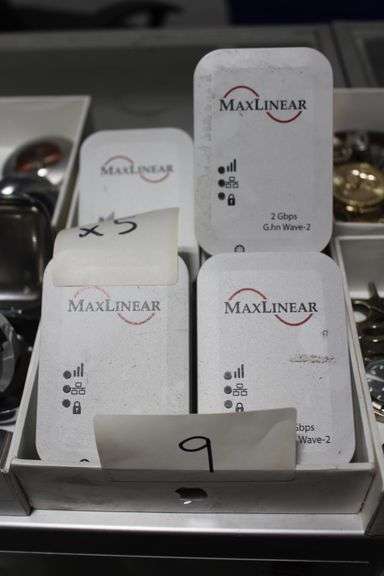 MAXLINEAR
MAXLINEAR
2 Gbps
G.hn Wave-2
x5
MAXLINEAR
MAXLINEAR
Wave-2
9